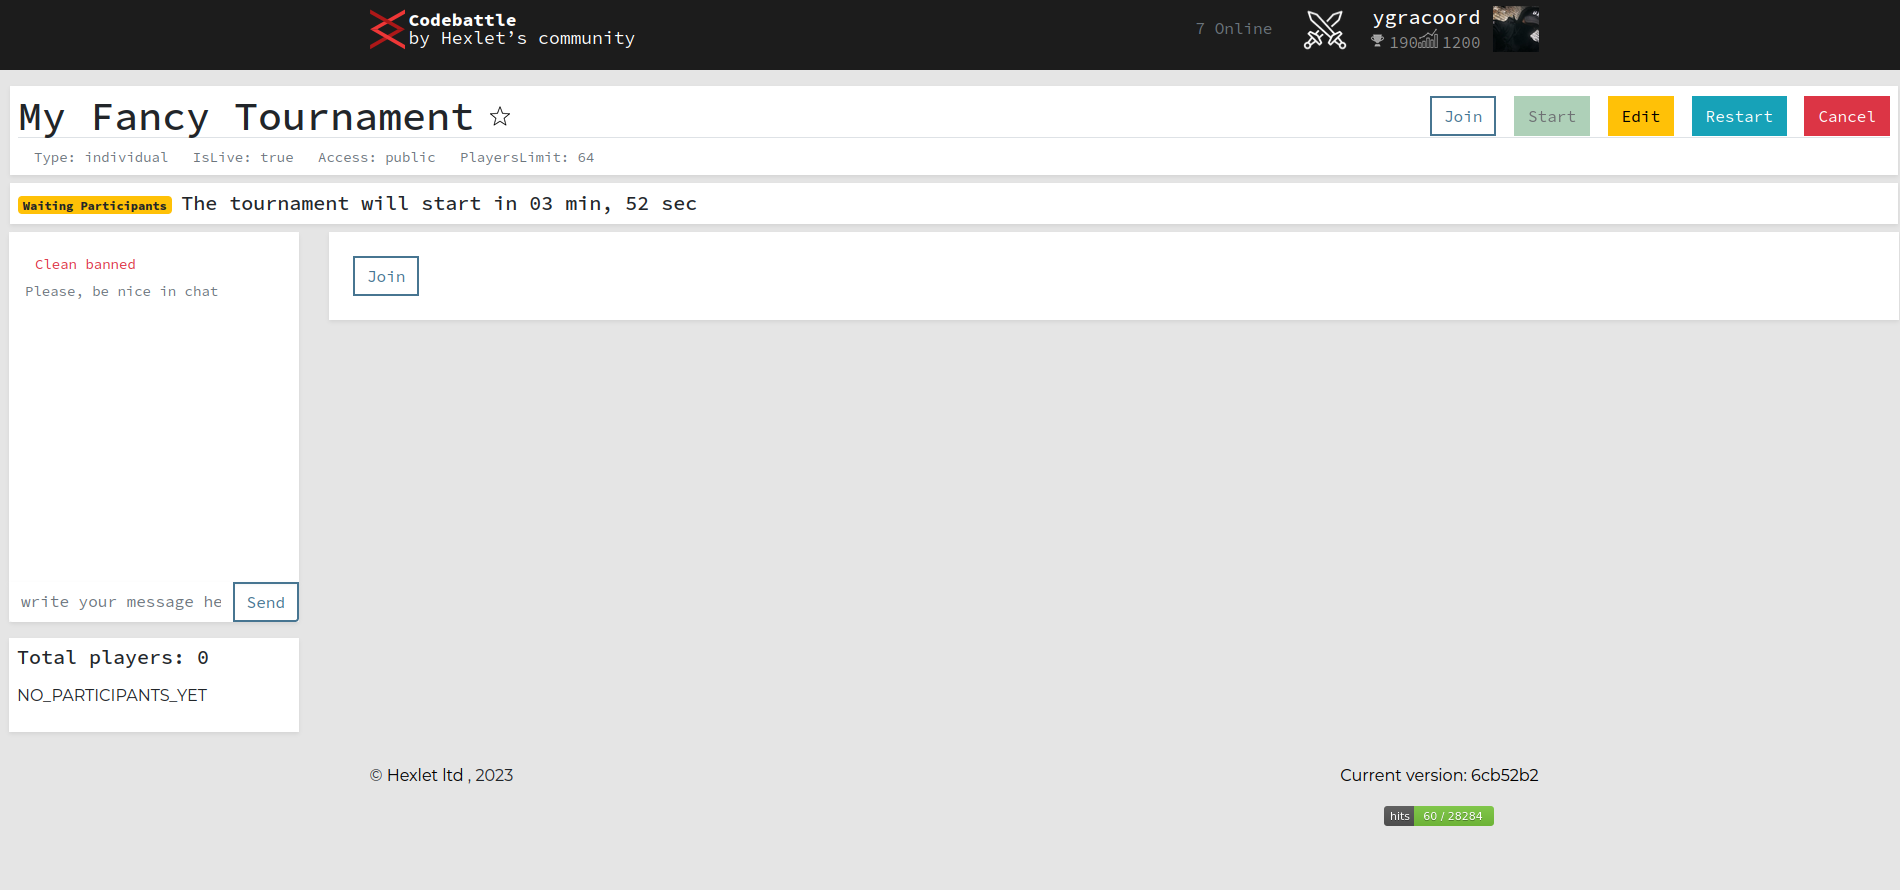 Codebattle
by Hexlet’s community
7 Online
ygracoord
190 1200
My Fancy Tournament
Join Start Edit Restart Cancel
Type: individual IsLive: true Access: public PlayersLimit: 64
Waiting Participants The tournament will start in 03 min, 52 sec
Clean banned
Please, be nice in chat
write your message he
Send
Join
Total players: 0
NO_PARTICIPANTS_YET
© Hexlet ltd , 2023
Current version: 6cb52b2
hits 60 / 28284